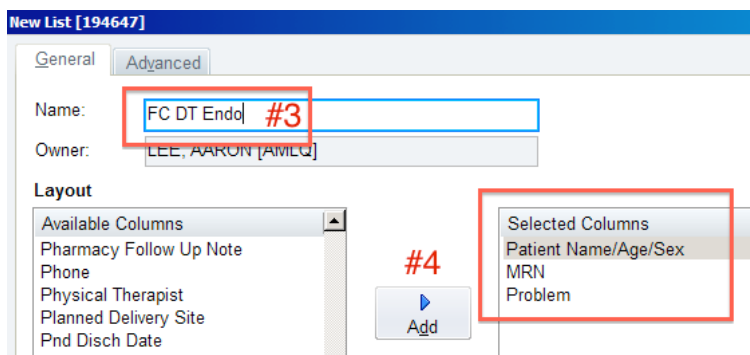 New List [194647]
General Advanced
Name: FC DT Endo #3
Owner: LEE, AARON [AMLQ]
Layout
Available Columns
Pharmacy Follow Up Note
Phone
Physical Therapist
Planned Delivery Site
Pnd Disch Date
#4
Add
Selected Columns
Patient Name/Age/Sex
MRN
Problem